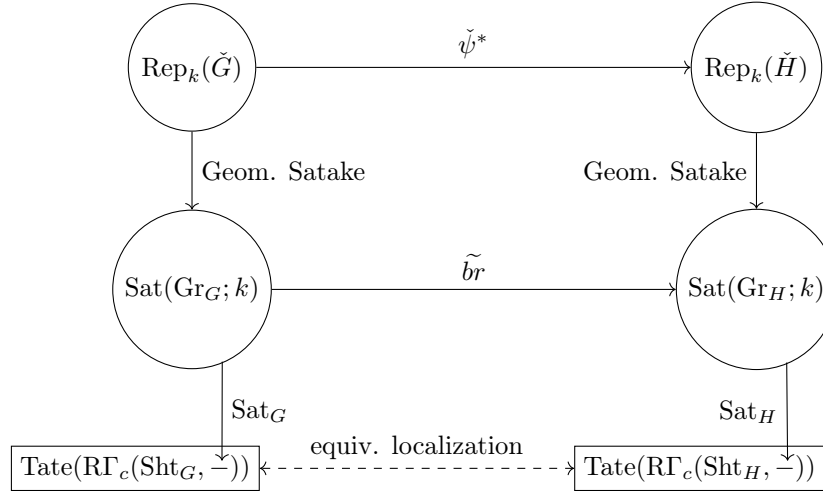 Rep_k(Ǧ)
ψ̌*
Rep_k(Ȟ)
Geom. Satake
Geom. Satake
Sat(Gr_G; k)
b͠r
Sat(Gr_H; k)
Sat_G
Sat_H
Tate(RΓ_c(Sht_G, −))
equiv. localization
Tate(RΓ_c(Sht_H, −))